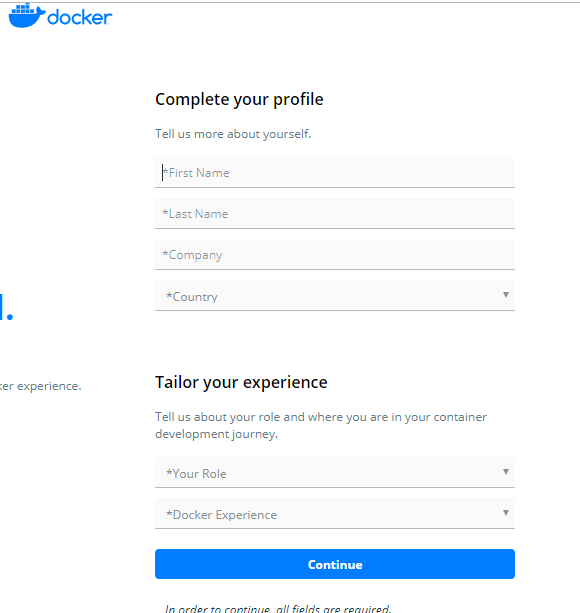 docker
Complete your profile
Tell us more about yourself.
*First Name
*Last Name
*Company
*Country
.
experience.
Tailor your experience
Tell us about your role and where you are in your container
development journey.
*Your Role
*Docker Experience
Continue
In order to continue, all fields are required.